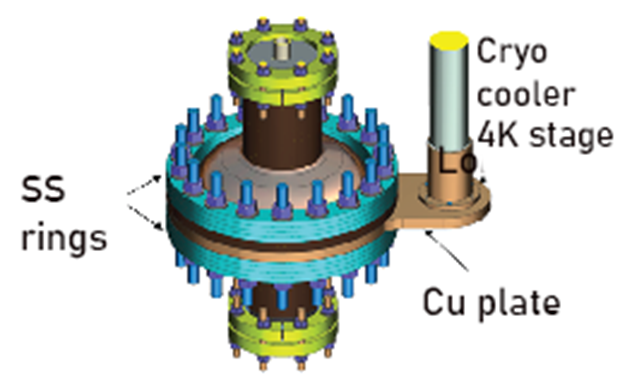 Cryo
cooler
4K stage
Lo
SS
rings
Cu plate